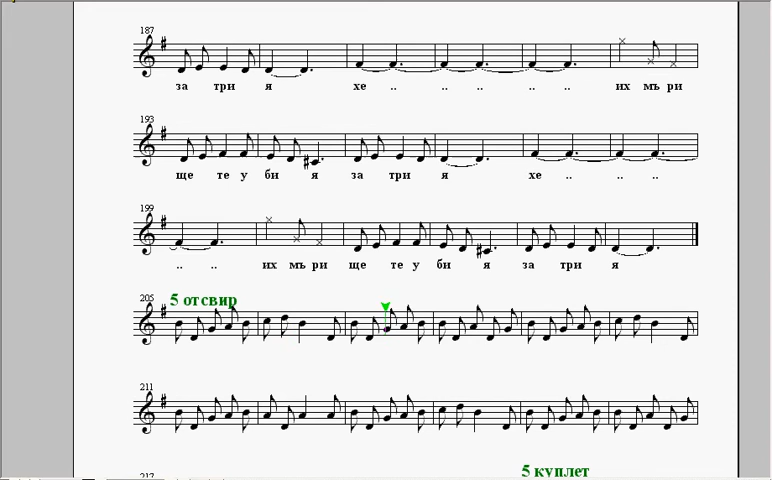 187
за три я хе .. .. .. .. .. их мъ ри
193
ще те у би я за три я хе .. .. ..
199
.. .. их мъ ри ще те у би я за три я
205 5 отсвир
211
217 5 куплет